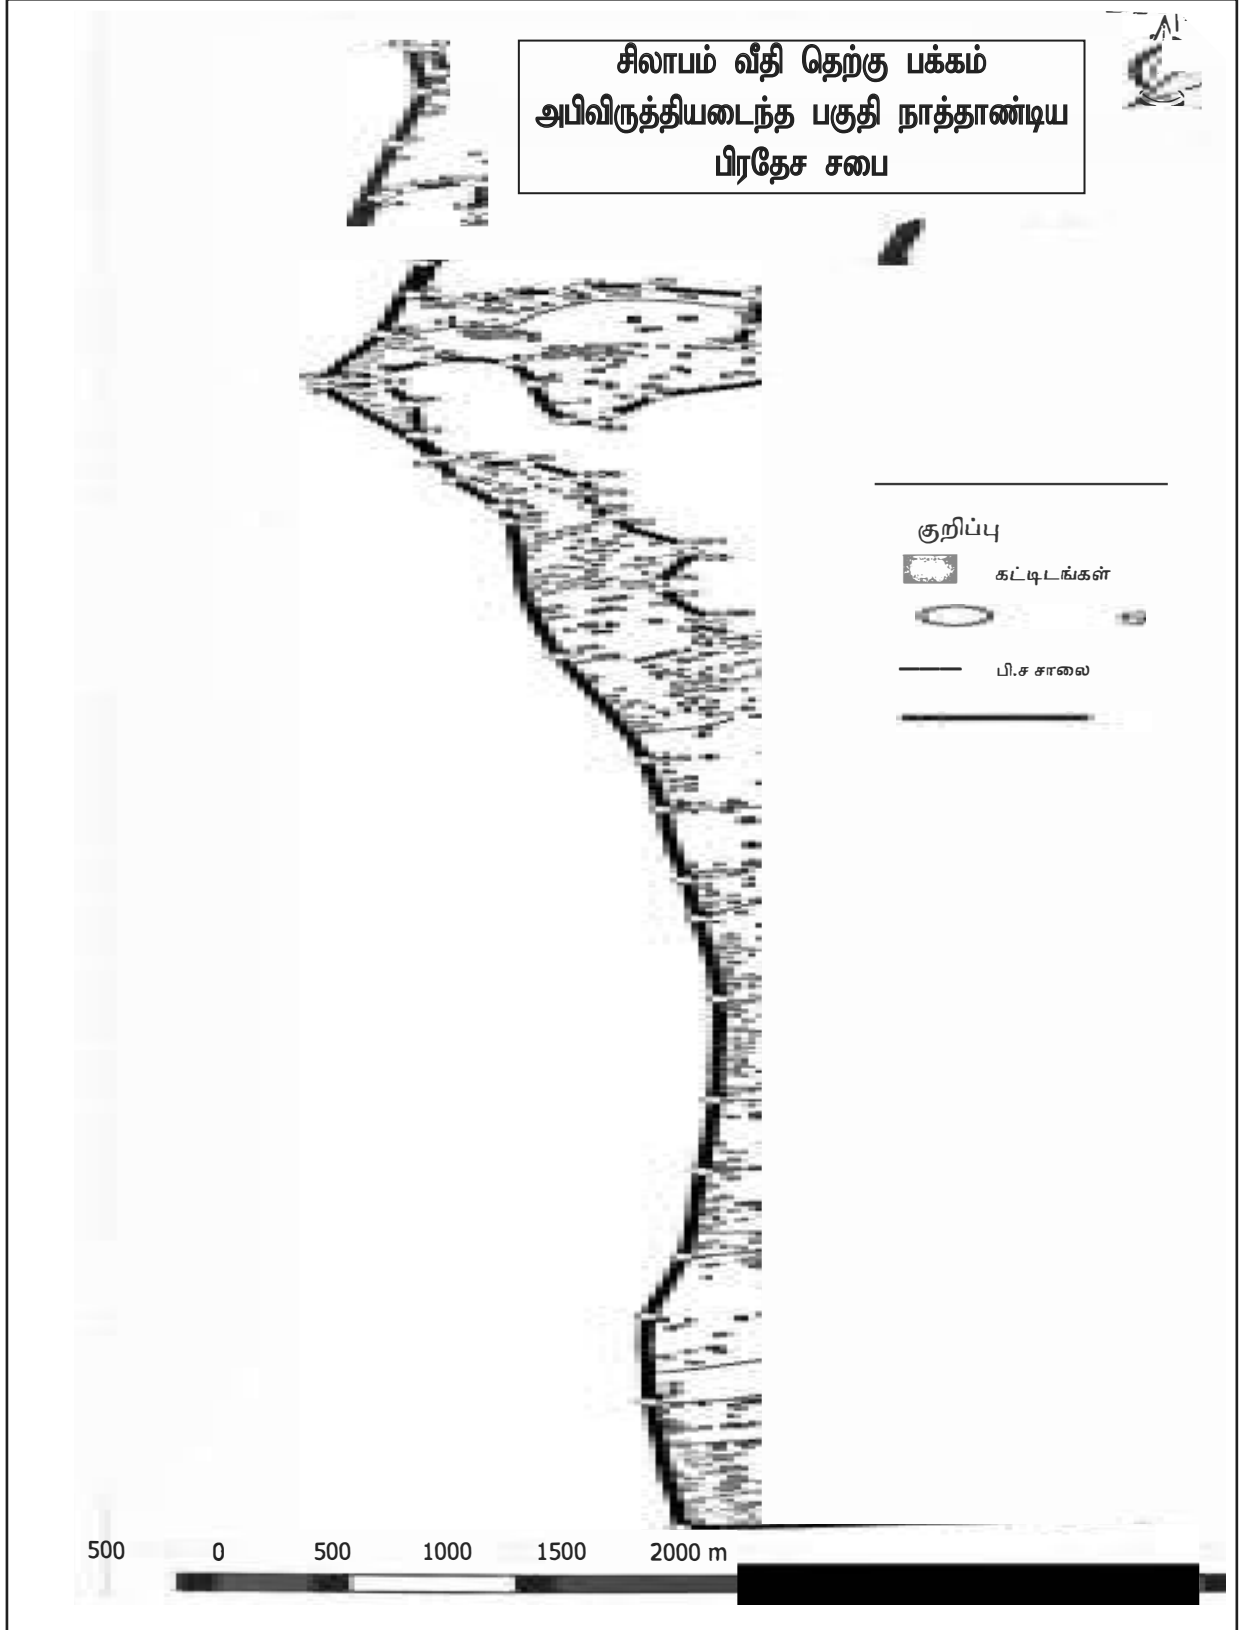 சிலாபம் வீதி தெற்கு பக்கம்
அபிவிருத்தியடைந்த பகுதி நாத்தாண்டிய
பிரதேச சபை
குறிப்பு
கட்டிடங்கள்
பி.ச சாலை
500 0 500 1000 1500 2000 m